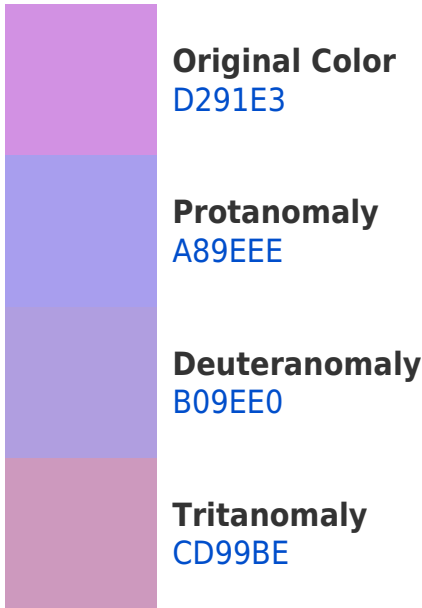 Original Color
D291E3
Protanomaly
A89EEE
Deuteranomaly
B09EE0
Tritanomaly
CD99BE